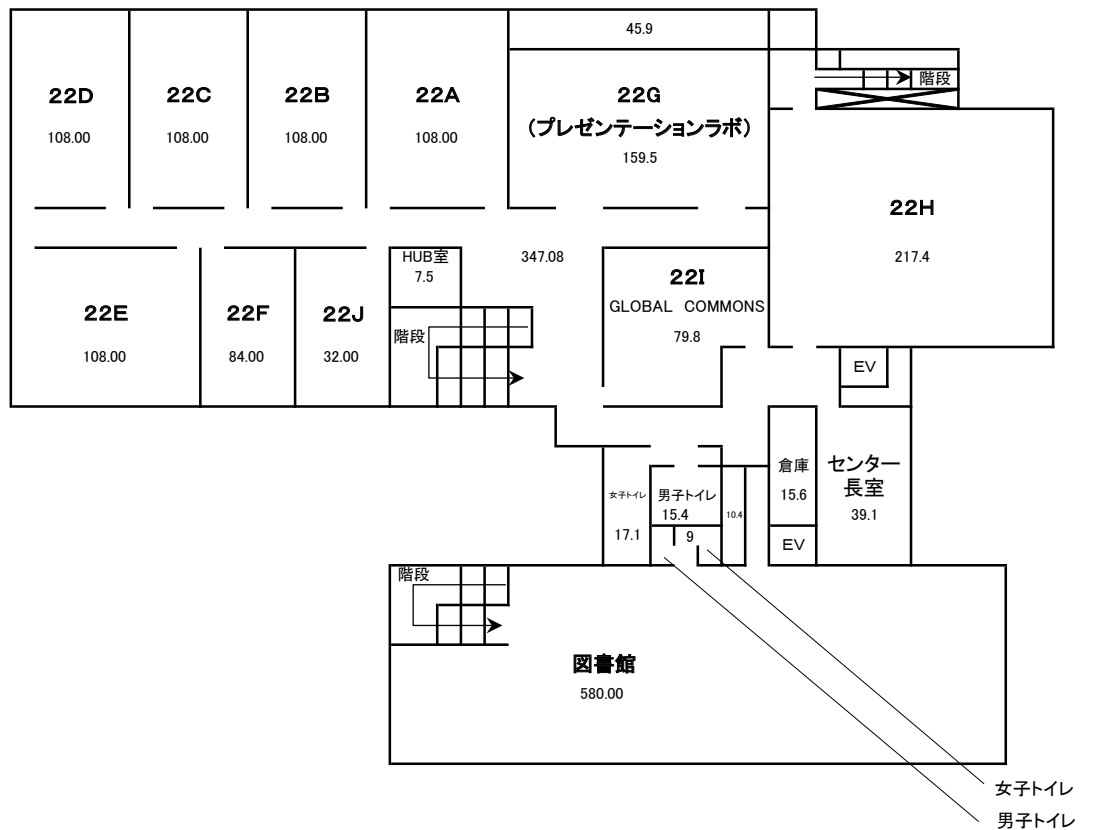 45.9
階段
22D
108.00
22C
108.00
22B
108.00
22A
108.00
22G
(プレゼンテーションラボ)
159.5
22H
217.4
HUB室
7.5
347.08
22I
GLOBAL COMMONS
79.8
22E
108.00
22F
84.00
22J
32.00
階段
EV
女子トイレ
17.1
男子トイレ
15.4
9
10.4
倉庫
15.6
EV
センター
長室
39.1
階段
図書館
580.00
女子トイレ
男子トイレ